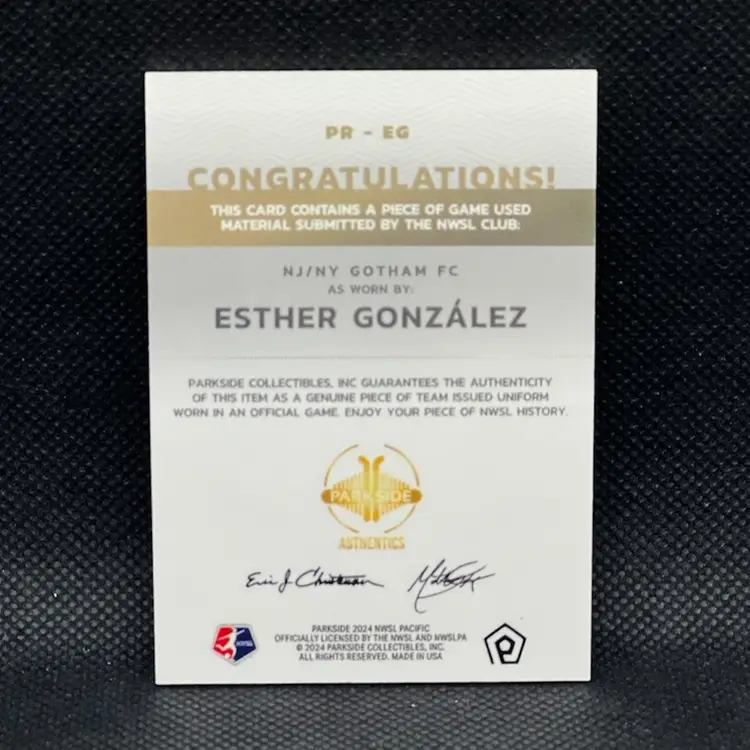 PR - EG
CONGRATULATIONS!
THIS CARD CONTAINS A PIECE OF GAME USED
MATERIAL SUBMITTED BY THE NWSL CLUB:
NJ/NY GOTHAM FC
AS WORN BY:
ESTHER GONZÁLEZ
PARKSIDE COLLECTIBLES, INC GUARANTEES THE AUTHENTICITY
OF THIS ITEM AS A GENUINE PIECE OF TEAM ISSUED UNIFORM
WORN IN AN OFFICIAL GAME. ENJOY YOUR PIECE OF NWSL HISTORY.
PARKSIDE
AUTHENTICS
PARKSIDE 2024 NWSL PACIFIC
OFFICIALLY LICENSED BY THE NWSL AND NWSLPA
© 2024 PARKSIDE COLLECTIBLES, INC.
ALL RIGHTS RESERVED. MADE IN USA